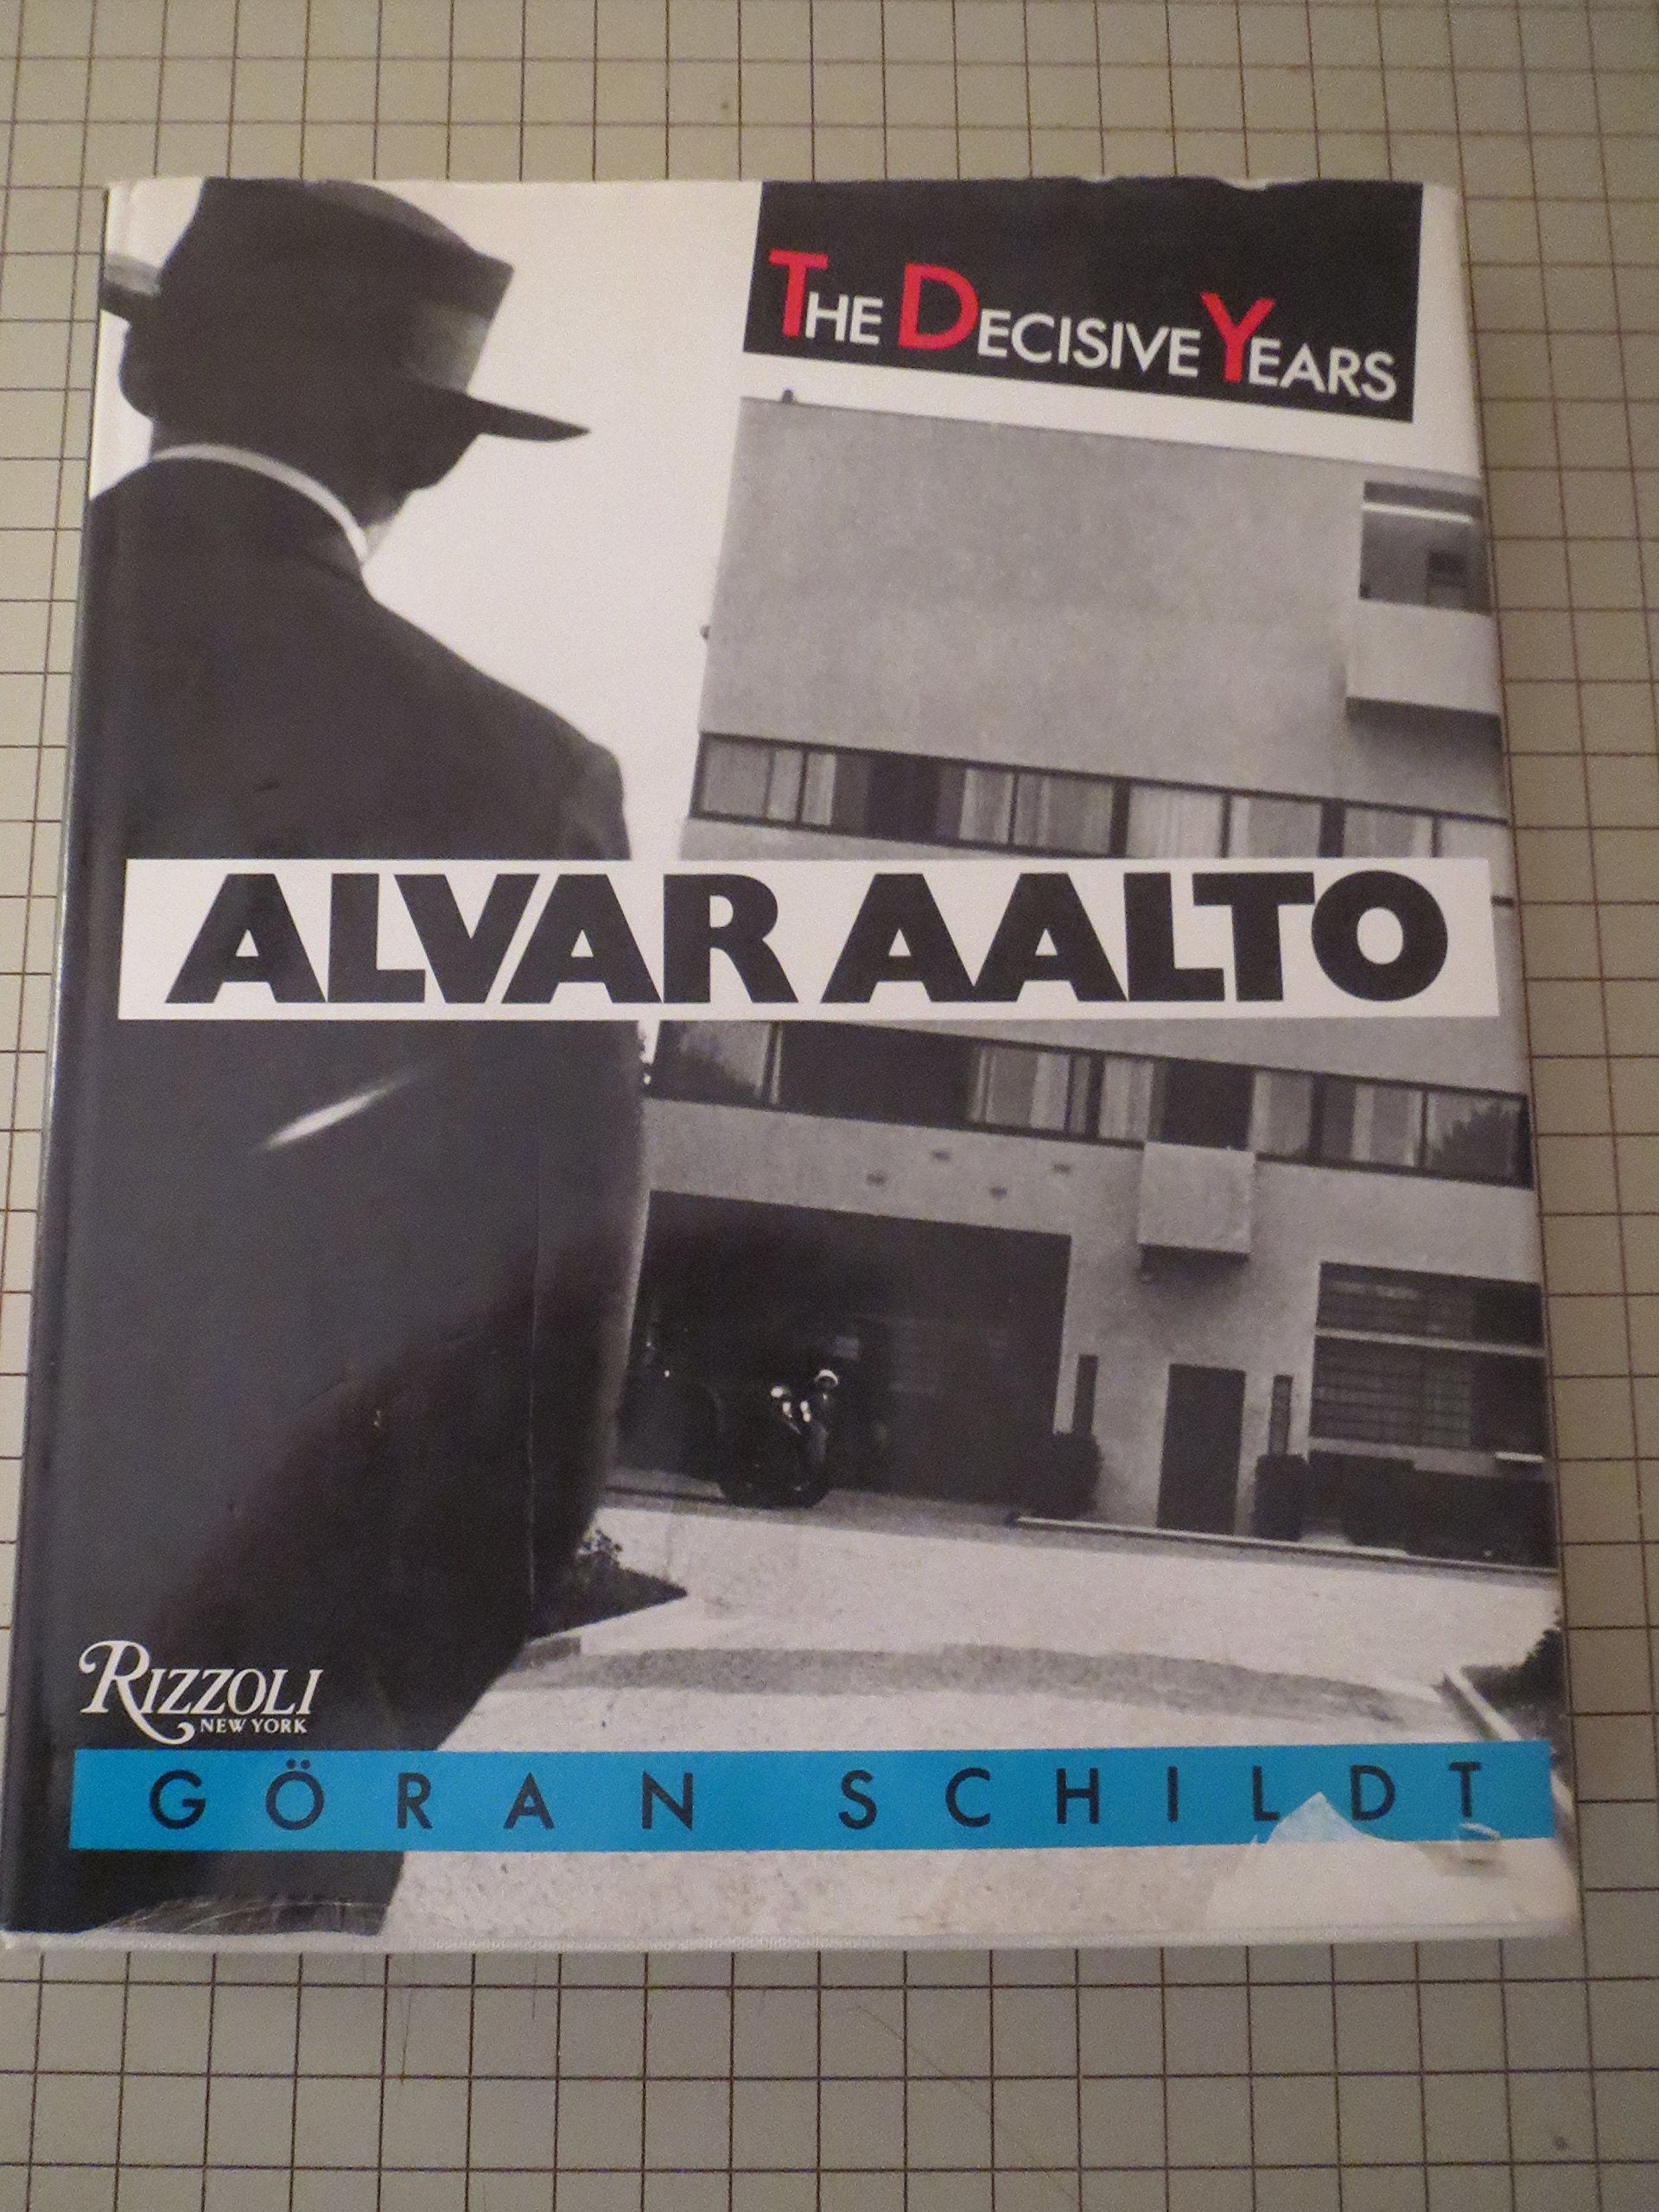 THE DECISIVE YEARS
ALVAR AALTO
RIZZOLI
NEW YORK
GÖRAN SCHILDT